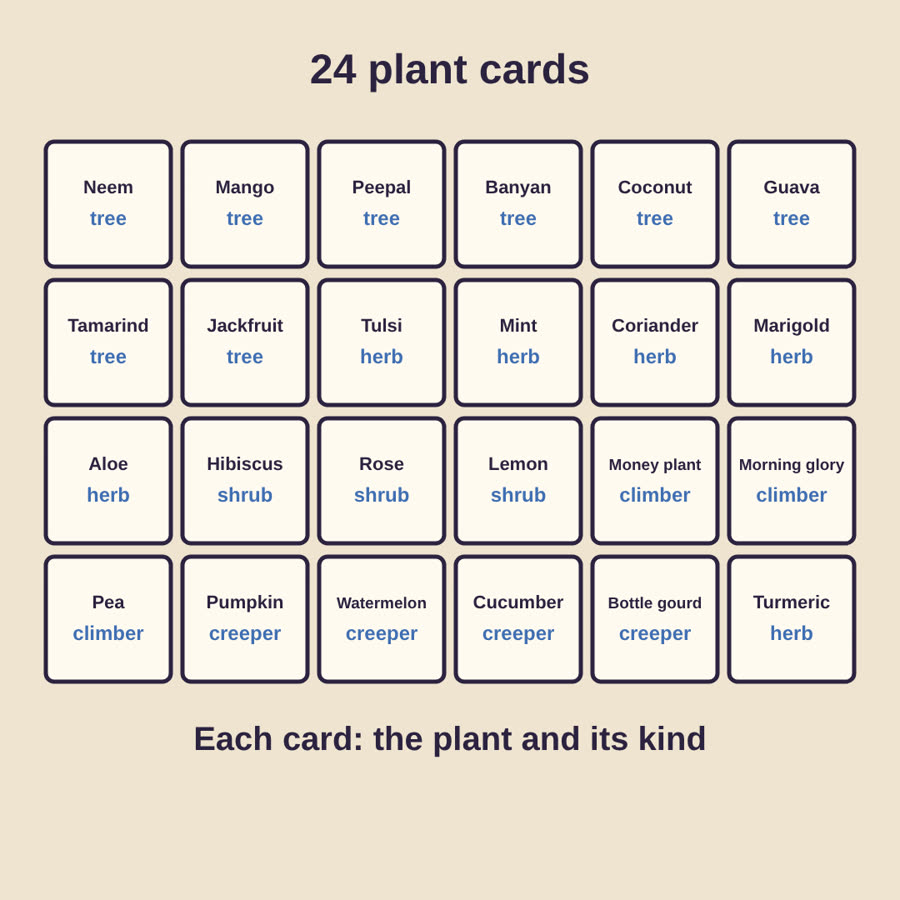 24 plant cards
Neem
tree
Mango
tree
Peepal
tree
Banyan
tree
Coconut
tree
Guava
tree
Tamarind
tree
Jackfruit
tree
Tulsi
herb
Mint
herb
Coriander
herb
Marigold
herb
Aloe
herb
Hibiscus
shrub
Rose
shrub
Lemon
shrub
Money plant
climber
Morning glory
climber
Pea
climber
Pumpkin
creeper
Watermelon
creeper
Cucumber
creeper
Bottle gourd
creeper
Turmeric
herb
Each card: the plant and its kind